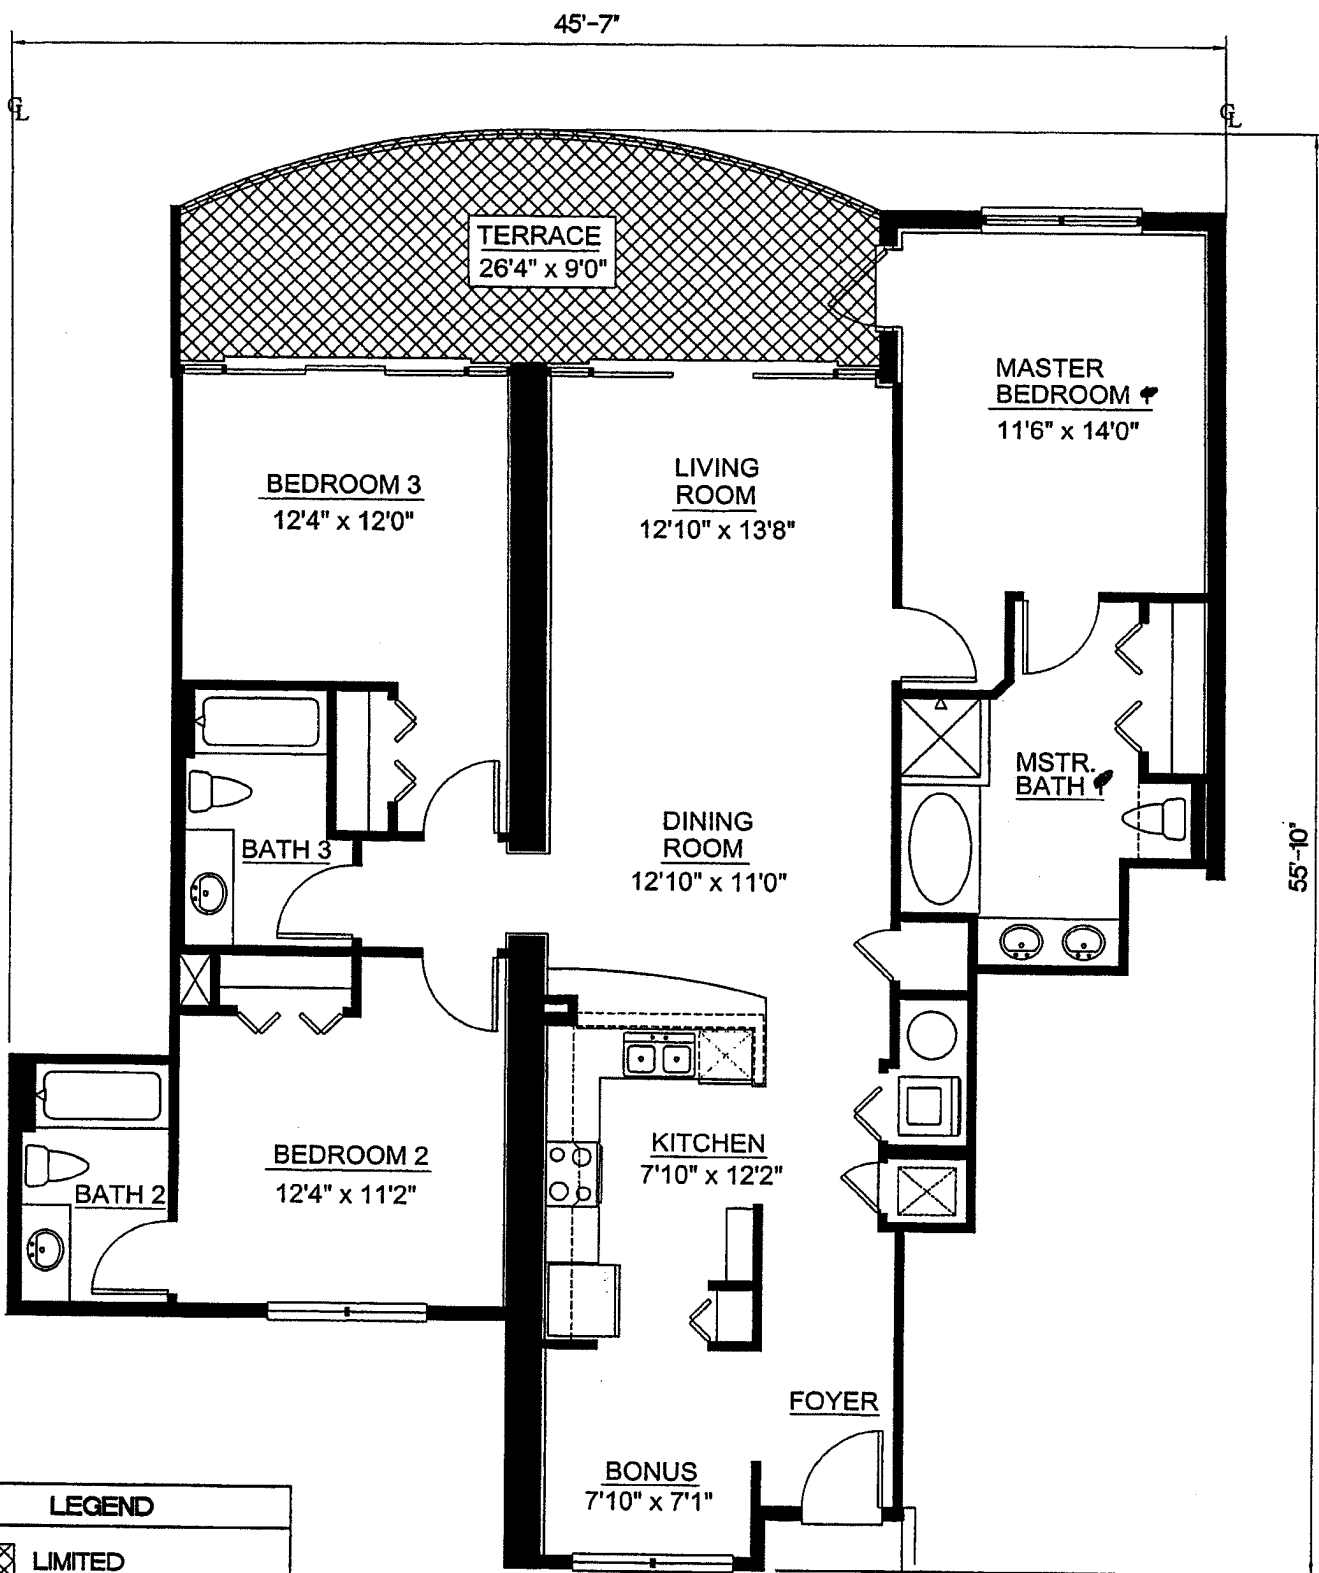 45'-7"
CL
CL
TERRACE
26'4" x 9'0"
MASTER
BEDROOM
11'6" x 14'0"
BEDROOM 3
12'4" x 12'0"
LIVING
ROOM
12'10" x 13'8"
MSTR.
BATH 1
BATH 3
DINING
ROOM
12'10" x 11'0"
55'-10"
KITCHEN
7'10" x 12'2"
BEDROOM 2
12'4" x 11'2"
BATH 2
FOYER
BONUS
7'10" x 7'1"
LEGEND
LIMITED